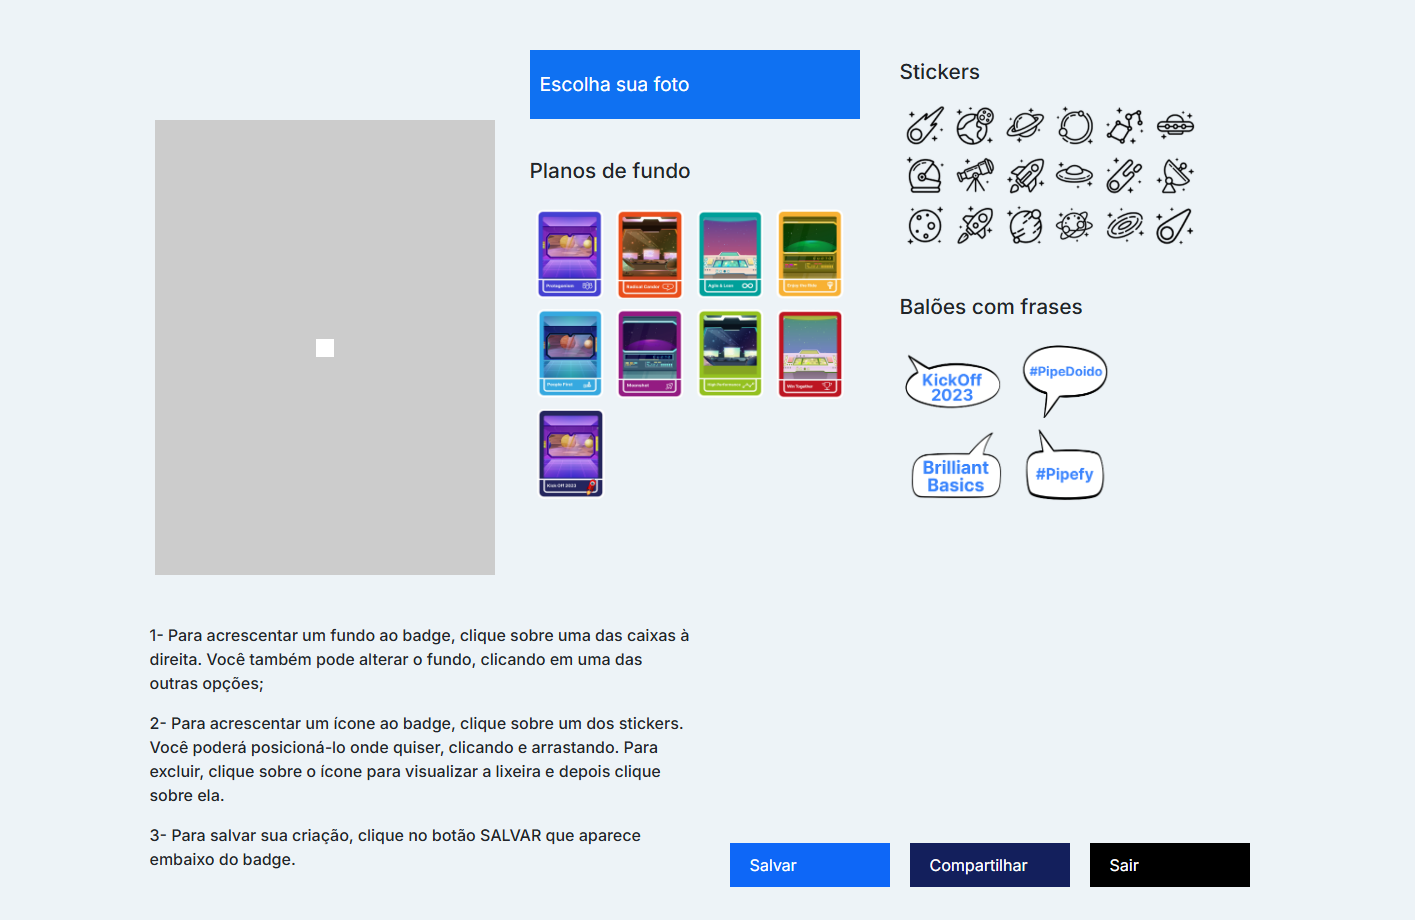 Escolha sua foto
Planos de fundo
Protagonism
Radical Candor
Agile & Lean
Enjoy the Ride
People First
Moonshot
High Performance
Win Together
Kick Off 2023
Stickers
Balões com frases
KickOff
2023
#PipeDoido
Brilliant
Basics
#Pipefy
1- Para acrescentar um fundo ao badge, clique sobre uma das caixas à
direita. Você também pode alterar o fundo, clicando em uma das
outras opções;
2- Para acrescentar um ícone ao badge, clique sobre um dos stickers.
Você poderá posicioná-lo onde quiser, clicando e arrastando. Para
excluir, clique sobre o ícone para visualizar a lixeira e depois clique
sobre ela.
3- Para salvar sua criação, clique no botão SALVAR que aparece
embaixo do badge.
Salvar
Compartilhar
Sair